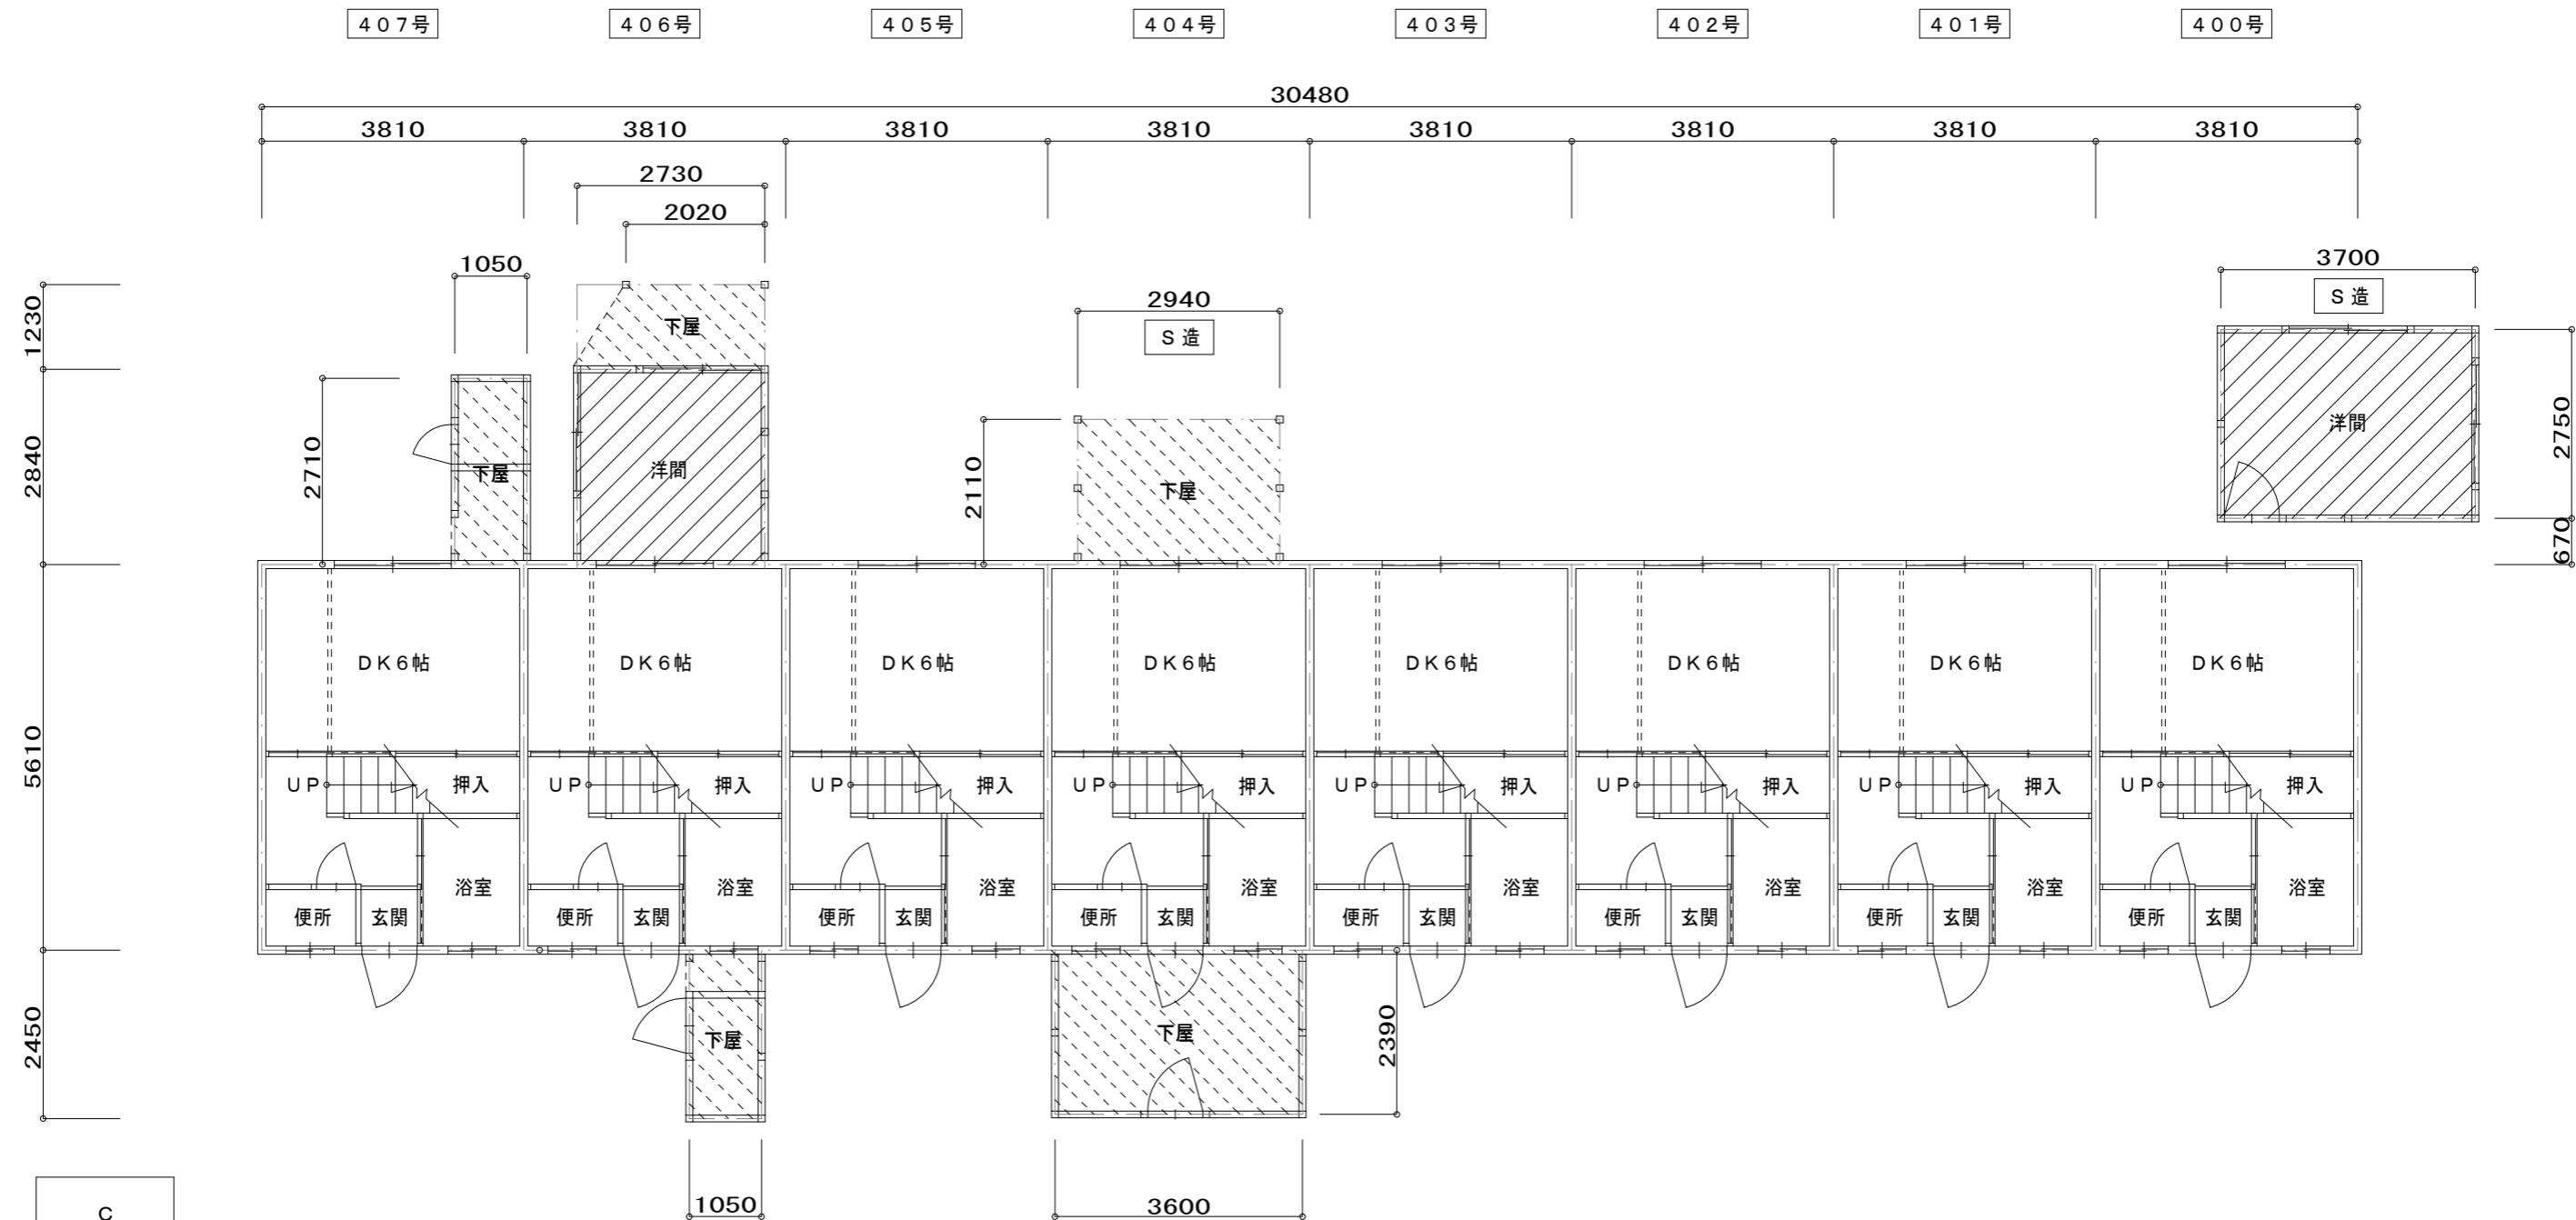 ４０７号 ４０６号 ４０５号 ４０４号 ４０３号 ４０２号 ４０１号 ４００号
30480
3810 3810 3810 3810 3810 3810 3810 3810
2730
2020
1050
3700
2940
Ｓ造
Ｓ造
1230
下屋
2840
2710
下屋
洋間
2110
下屋
洋間
2750
670
5610
ＤＫ６帖 ＤＫ６帖 ＤＫ６帖 ＤＫ６帖 ＤＫ６帖 ＤＫ６帖 ＤＫ６帖 ＤＫ６帖
ＵＰ 押入 ＵＰ 押入 ＵＰ 押入 ＵＰ 押入 ＵＰ 押入 ＵＰ 押入 ＵＰ 押入 ＵＰ 押入
浴室 浴室 浴室 浴室 浴室 浴室 浴室 浴室
便所 玄関 便所 玄関 便所 玄関 便所 玄関 便所 玄関 便所 玄関 便所 玄関 便所 玄関
2450
下屋
下屋
2390
1050
3600
Ｃ